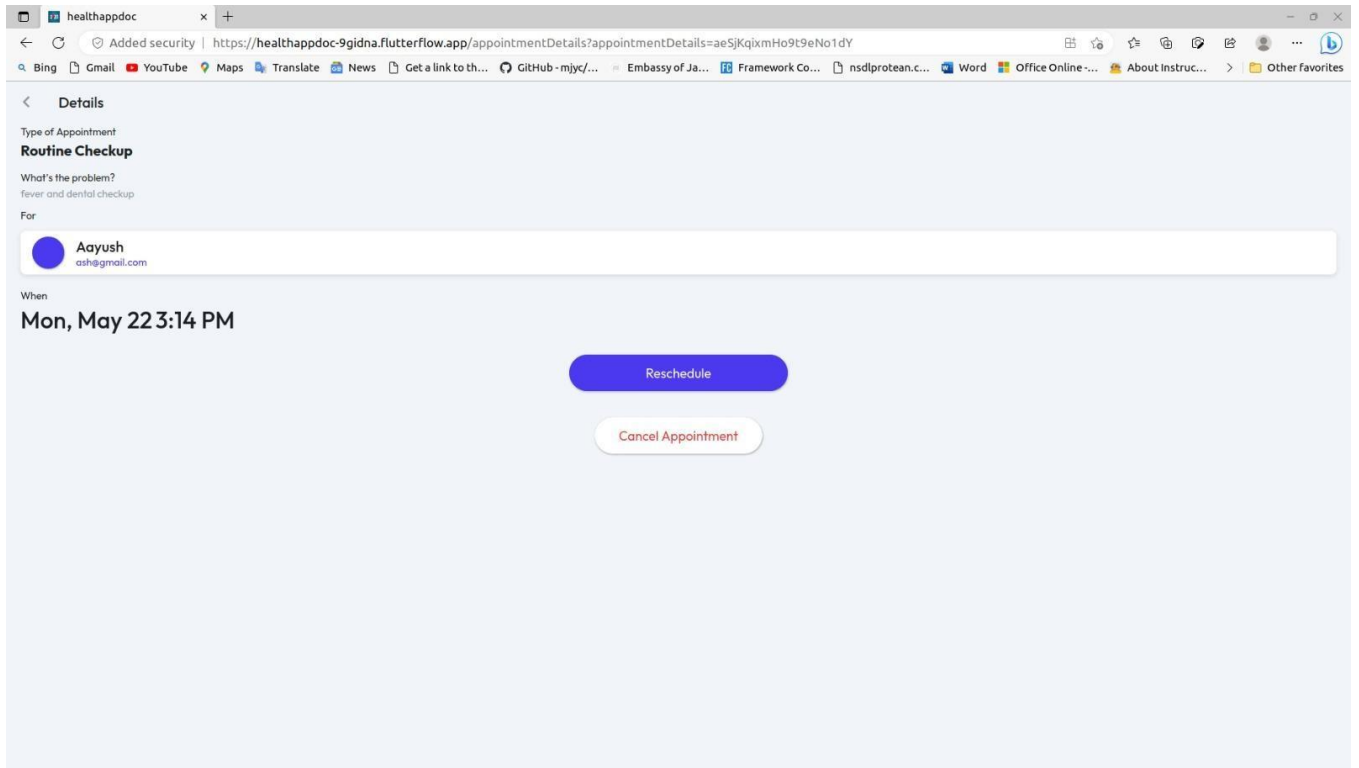 healthappdoc
Added security | https://healthappdoc-9gidna.flutterflow.app/appointmentDetails?appointmentDetails=aeSjKqixmHo9t9eNo1dY
Bing Gmail YouTube Maps Translate News Get a link to th... GitHub - mjyc/... Embassy of Ja... Framework Co... nsdlprotean.c... Word Office Online -... About Instruc... Other favorites
Details
Type of Appointment
Routine Checkup
What's the problem?
fever and dental checkup
For
Aayush
ash@gmail.com
When
Mon, May 22 3:14 PM
Reschedule
Cancel Appointment